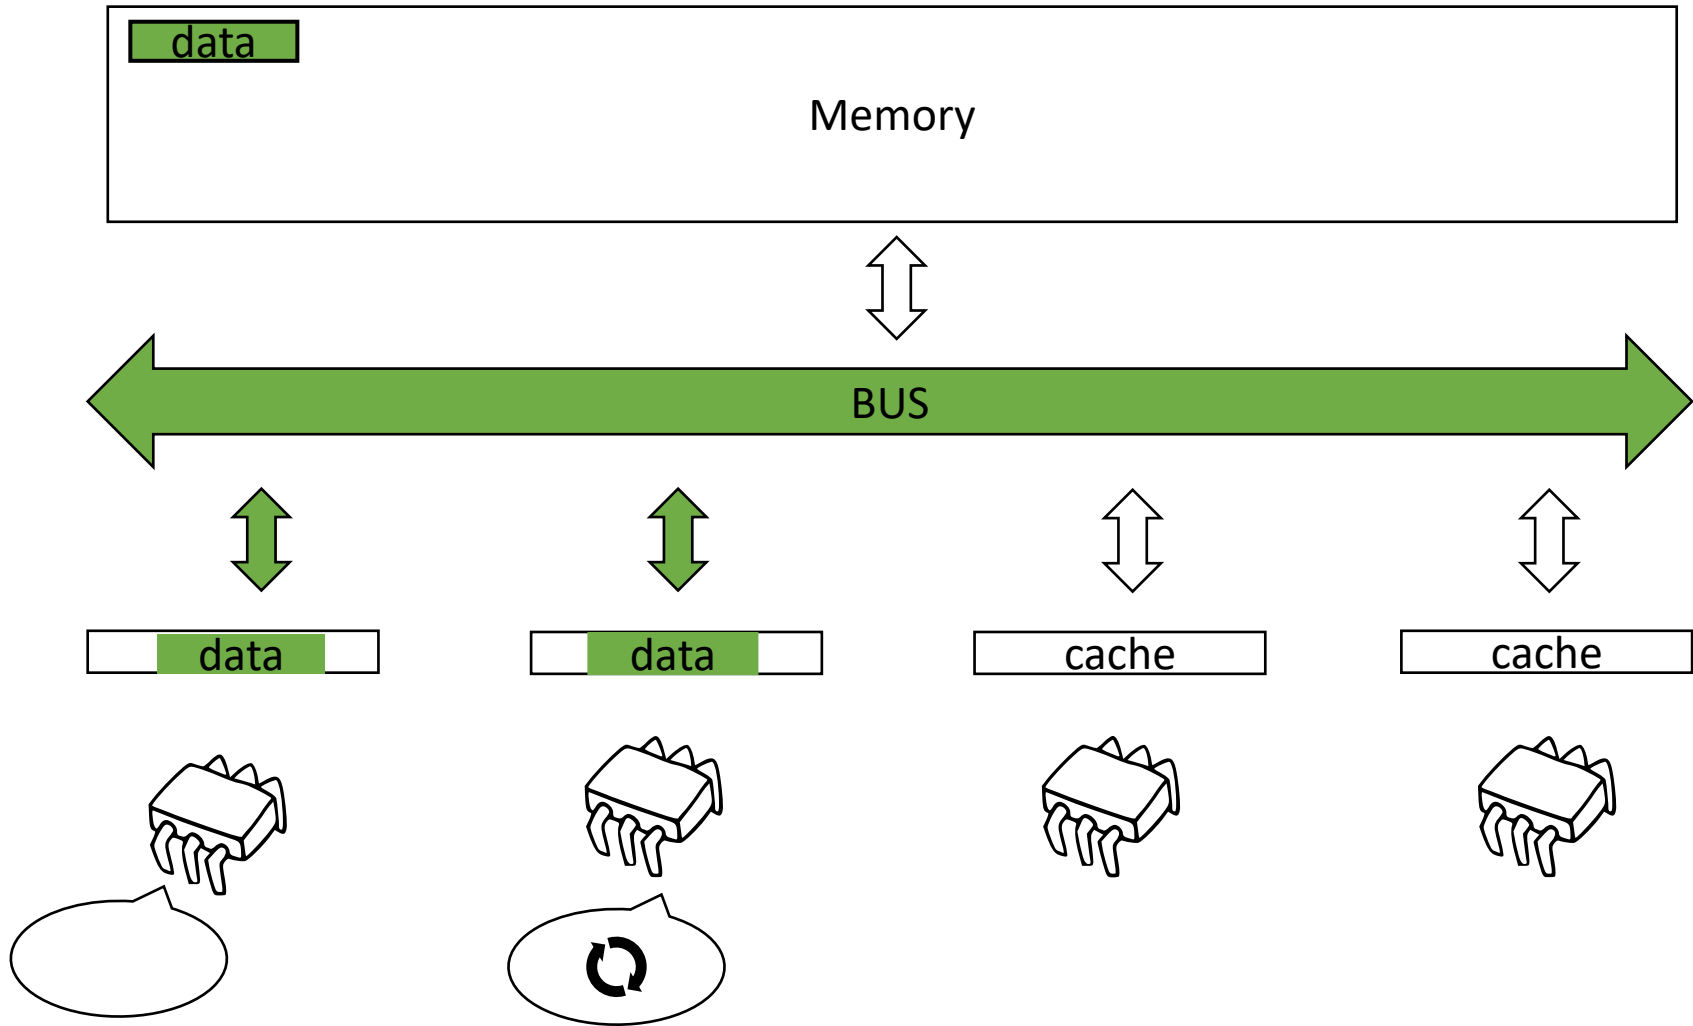 data
Memory
BUS
data
data
cache
cache